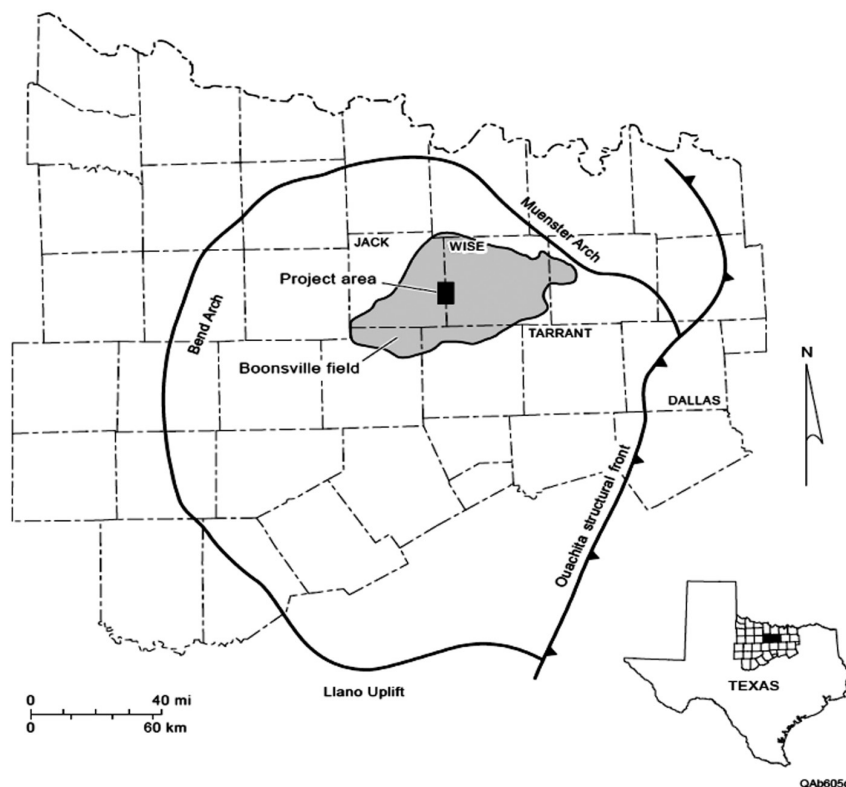 Muenster Arch
JACK
WISE
Project area
Bend Arch
TARRANT
Boonsville field
N
DALLAS
Ouachita structural front
Llano Uplift
0 40 mi
0 60 km
TEXAS
QAb605c